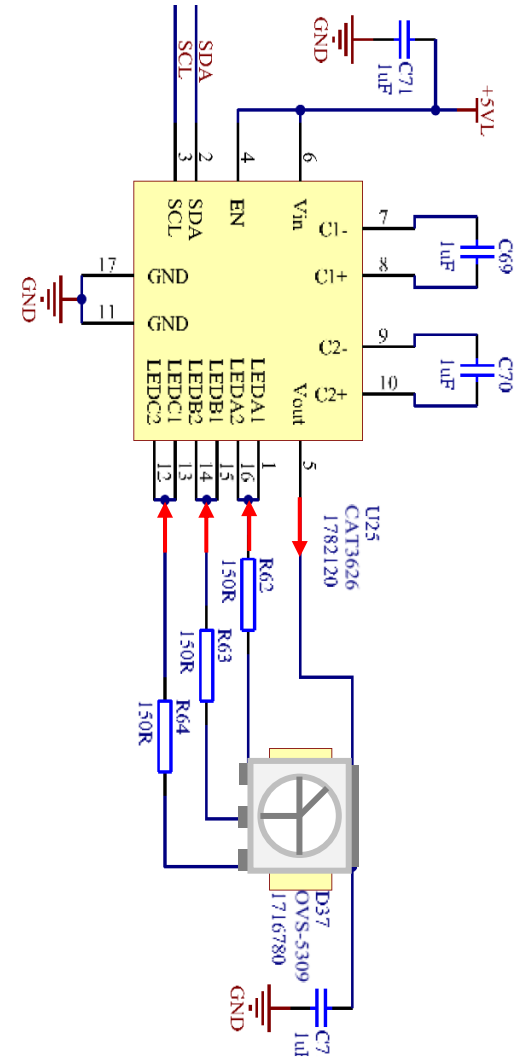 SDA
SCL
GND
C71
1uF
+5VL
3
2
4
6
SCL
SDA
EN
Vin
C1-
7
C1+
8
C69
1uF
C2-
9
C2+
10
C70
1uF
17
GND
11
GND
GND
LEDC2
LEDC1
LEDB2
LEDB1
LEDA2
LEDA1
Vout
12
13
14
15
16
1
5
U25
CAT3626
1782120
R62
150R
R63
150R
R64
150R
D37
OVS-5309
1716780
GND
C7
1uF